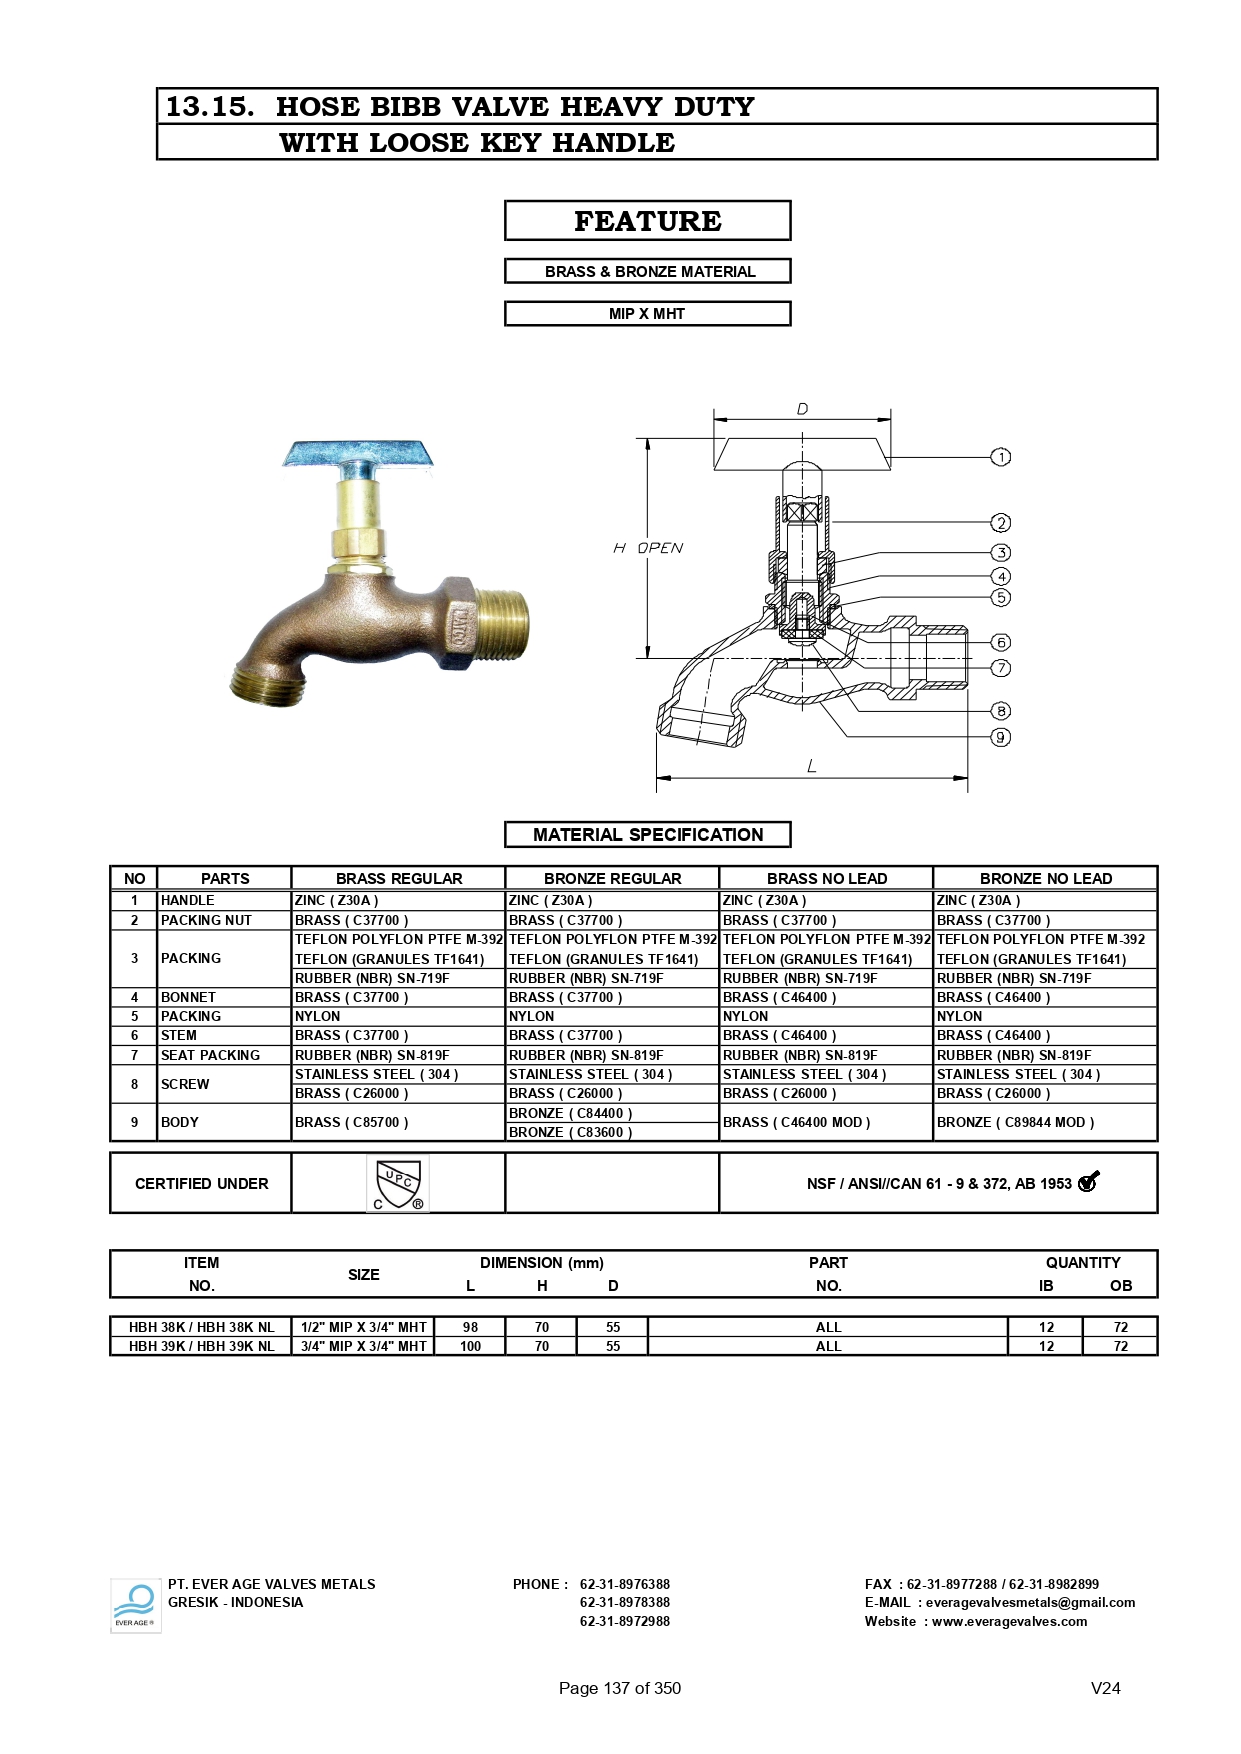 13.15. HOSE BIBB VALVE HEAVY DUTY
WITH LOOSE KEY HANDLE
FEATURE
BRASS & BRONZE MATERIAL
MIP X MHT
D
H OPEN
L
1
2
3
4
5
6
7
8
9
WATCO
MATERIAL SPECIFICATION
NO PARTS BRASS REGULAR BRONZE REGULAR BRASS NO LEAD BRONZE NO LEAD
1 HANDLE ZINC ( Z30A ) ZINC ( Z30A ) ZINC ( Z30A ) ZINC ( Z30A )
2 PACKING NUT BRASS ( C37700 ) BRASS ( C37700 ) BRASS ( C37700 ) BRASS ( C37700 )
TEFLON POLYFLON PTFE M-392 TEFLON POLYFLON PTFE M-392 TEFLON POLYFLON PTFE M-392 TEFLON POLYFLON PTFE M-392
3 PACKING TEFLON (GRANULES TF1641) TEFLON (GRANULES TF1641) TEFLON (GRANULES TF1641) TEFLON (GRANULES TF1641)
RUBBER (NBR) SN-719F RUBBER (NBR) SN-719F RUBBER (NBR) SN-719F RUBBER (NBR) SN-719F
4 BONNET BRASS ( C37700 ) BRASS ( C37700 ) BRASS ( C46400 ) BRASS ( C46400 )
5 PACKING NYLON NYLON NYLON NYLON
6 STEM BRASS ( C37700 ) BRASS ( C37700 ) BRASS ( C46400 ) BRASS ( C46400 )
7 SEAT PACKING RUBBER (NBR) SN-819F RUBBER (NBR) SN-819F RUBBER (NBR) SN-819F RUBBER (NBR) SN-819F
8 SCREW STAINLESS STEEL ( 304 ) STAINLESS STEEL ( 304 ) STAINLESS STEEL ( 304 ) STAINLESS STEEL ( 304 )
BRASS ( C26000 ) BRASS ( C26000 ) BRASS ( C26000 ) BRASS ( C26000 )
9 BODY BRASS ( C85700 ) BRONZE ( C84400 ) BRASS ( C46400 MOD ) BRONZE ( C89844 MOD )
BRONZE ( C83600 )
CERTIFIED UNDER UPC C ® NSF / ANSI//CAN 61 - 9 & 372, AB 1953
ITEM SIZE DIMENSION (mm) PART QUANTITY
NO. L H D NO. IB OB
HBH 38K / HBH 38K NL 1/2" MIP X 3/4" MHT 98 70 55 ALL 12 72
HBH 39K / HBH 39K NL 3/4" MIP X 3/4" MHT 100 70 55 ALL 12 72
EVER AGE ®
PT. EVER AGE VALVES METALS PHONE : 62-31-8976388 FAX : 62-31-8977288 / 62-31-8982899
GRESIK - INDONESIA 62-31-8978388 E-MAIL : everagevalvesmetals@gmail.com
62-31-8972988 Website : www.everagevalves.com
Page 137 of 350 V24